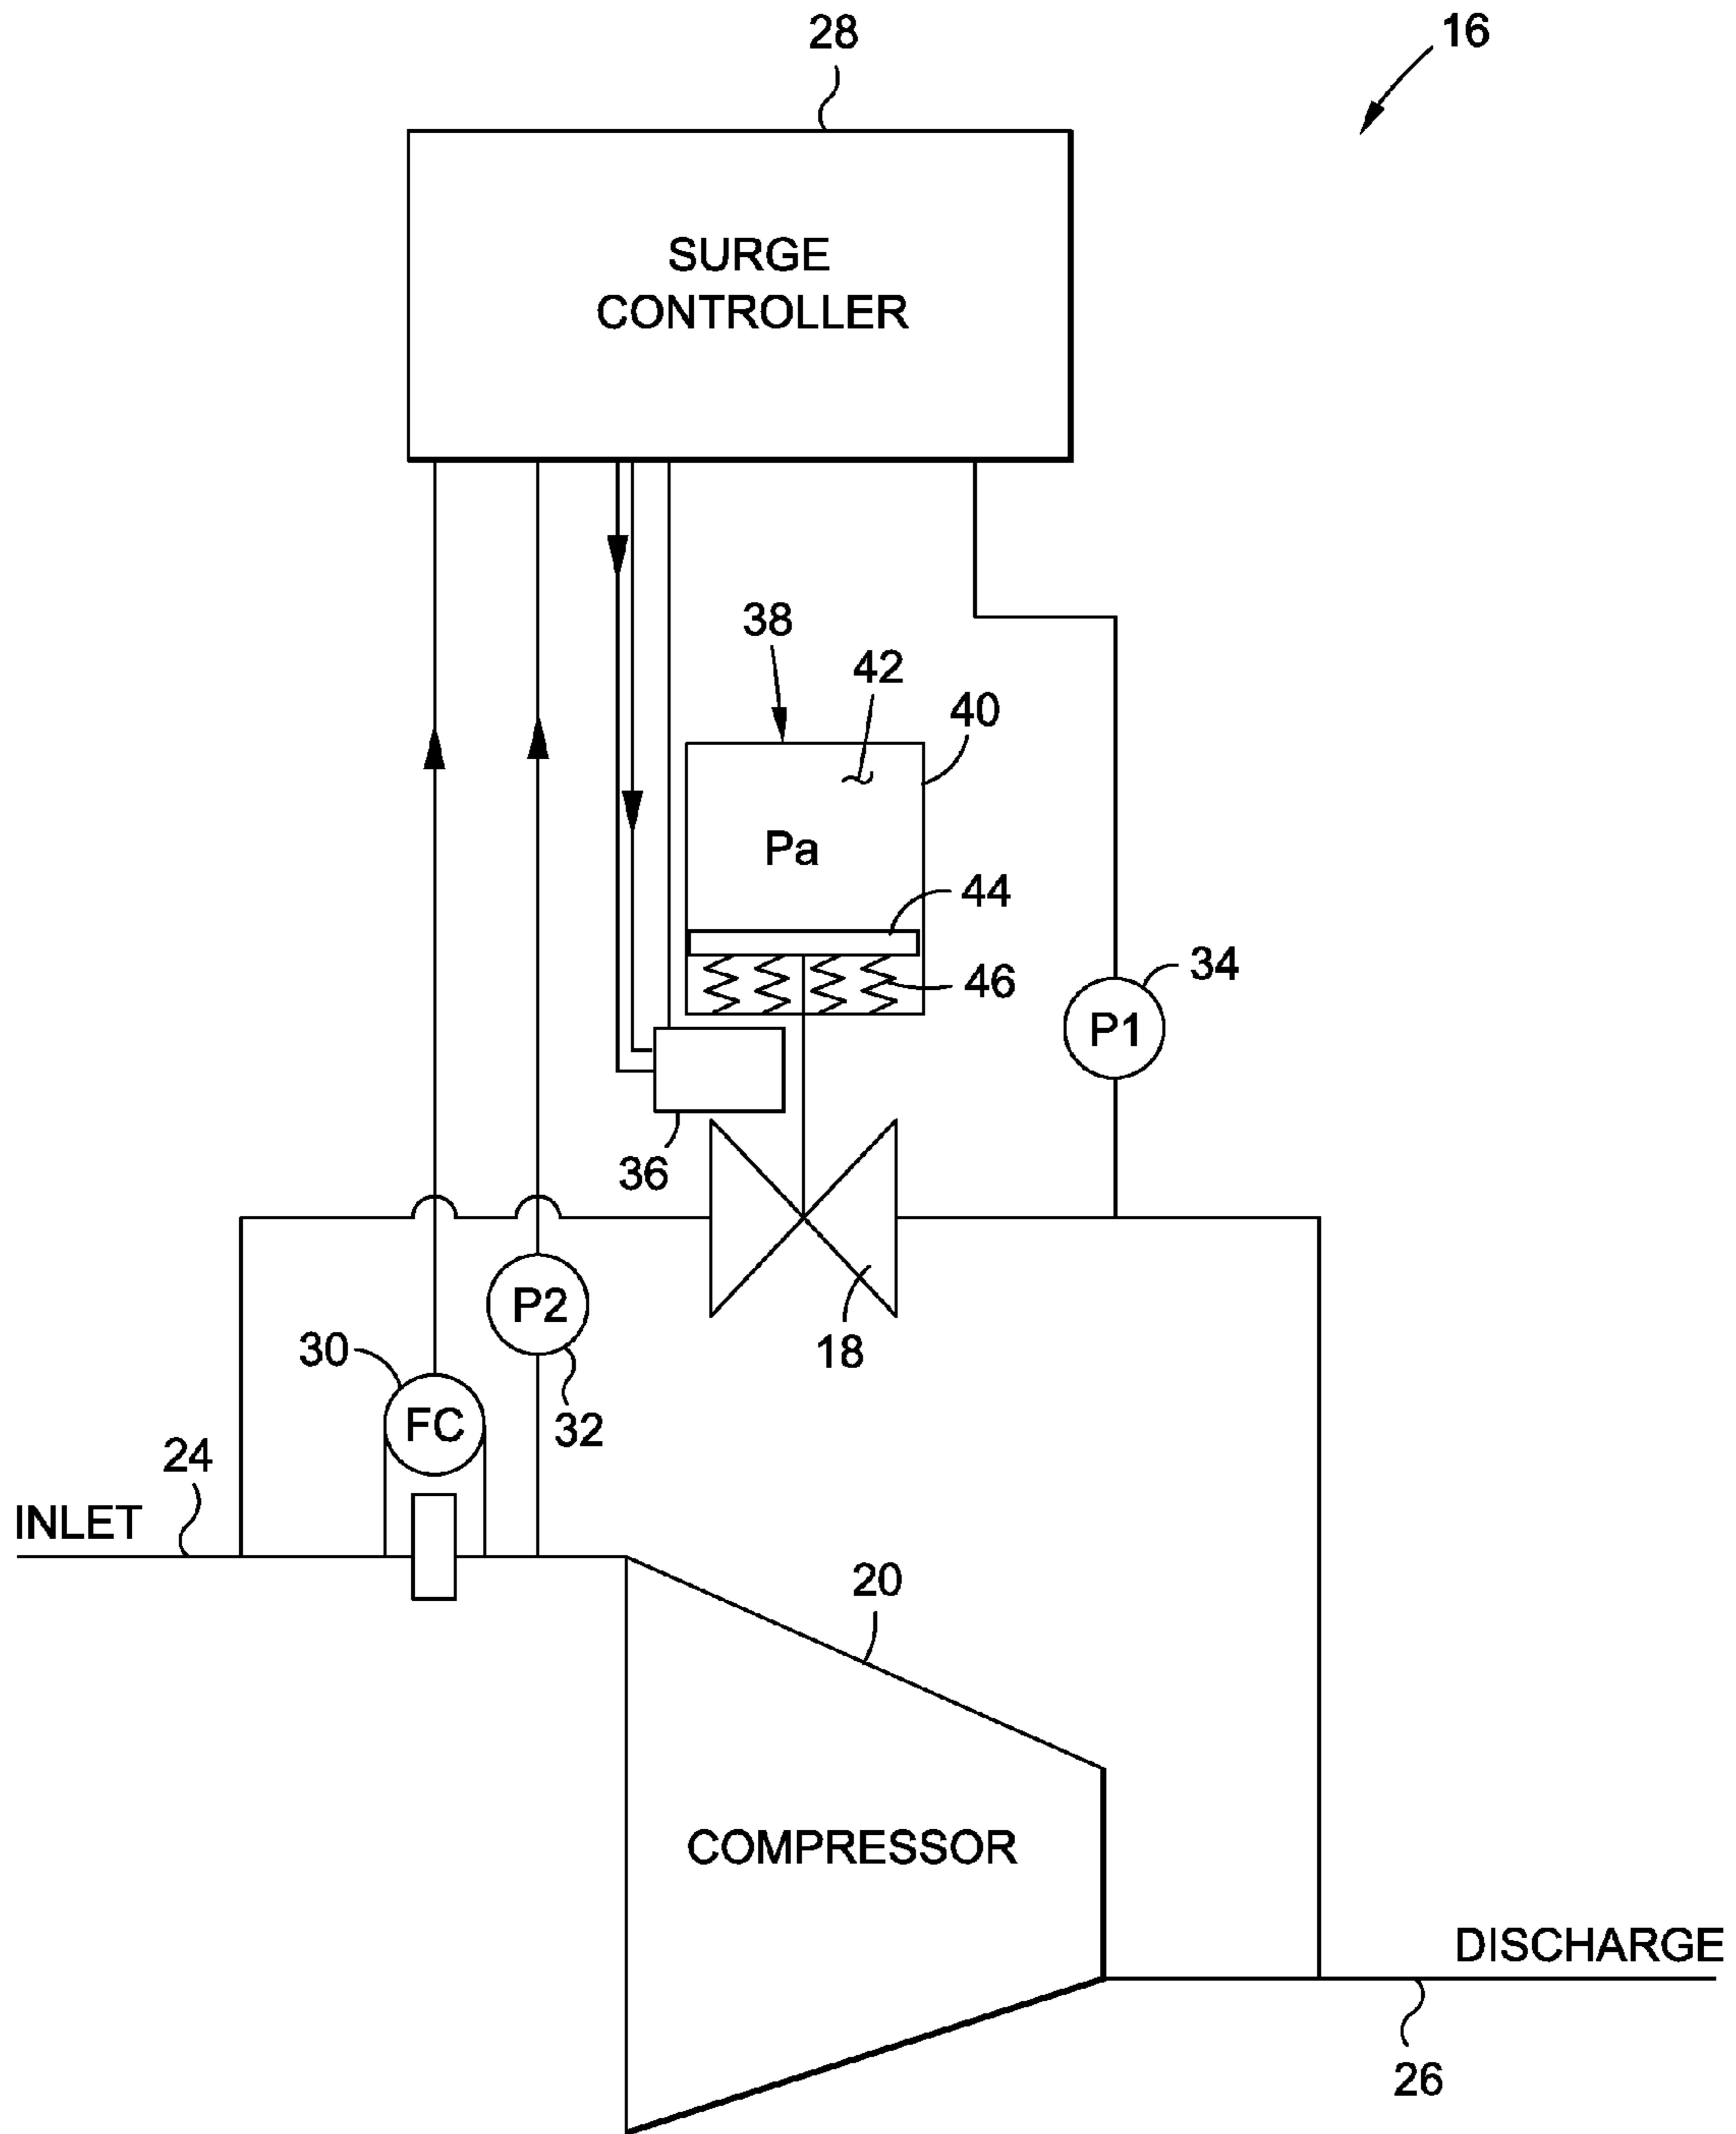 28
16
SURGE
CONTROLLER
38
42
40
Pa
44
46
34
P1
36
P2
18
30
FC
32
24
INLET
20
COMPRESSOR
DISCHARGE
26